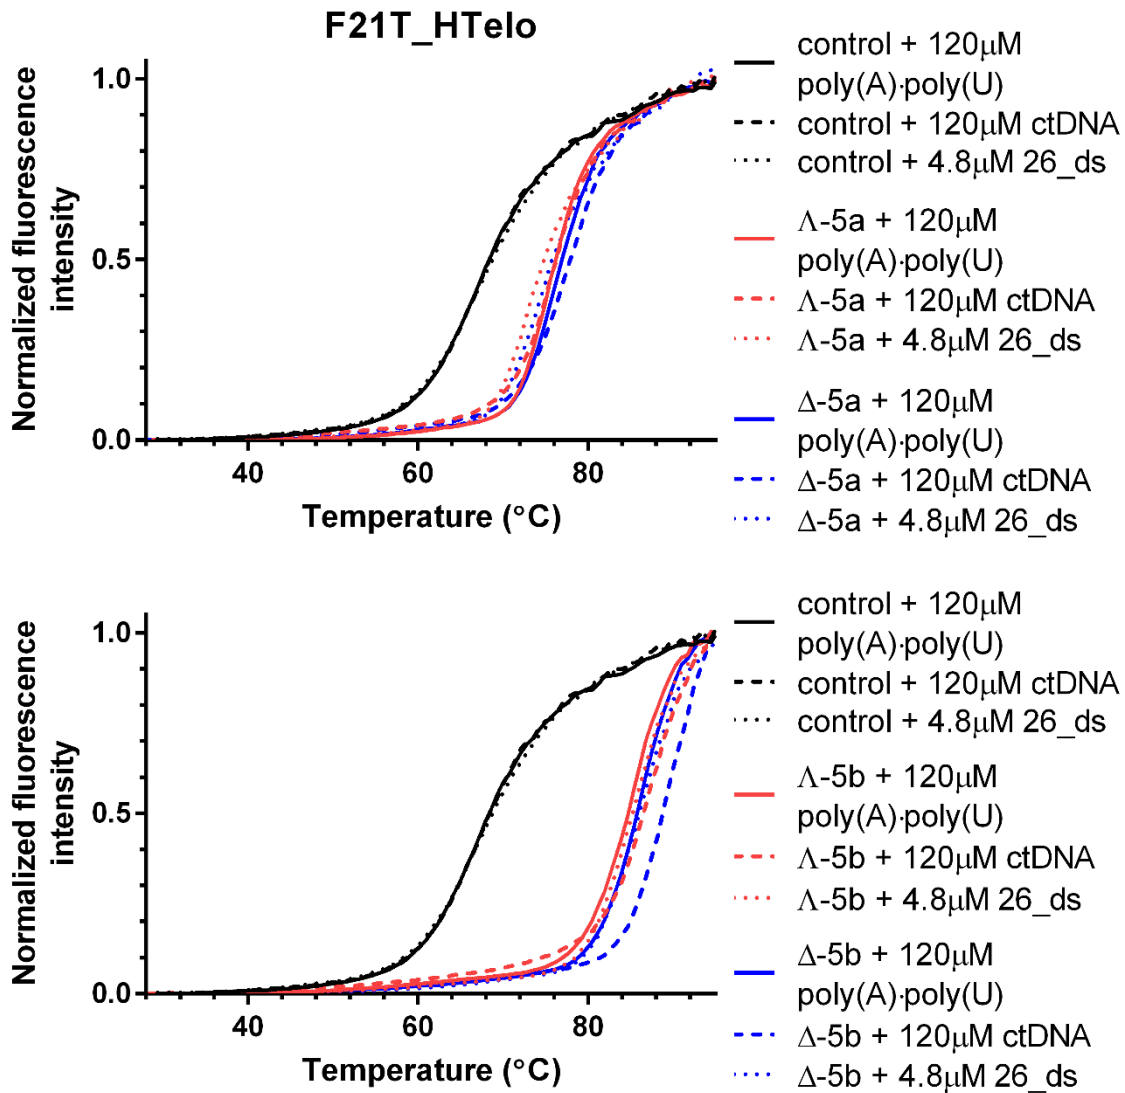 F21T_HTelo
Normalized fluorescence
intensity
1.0
0.5
0.0
40
60
80
Temperature (°C)
control + 120μM
poly(A)·poly(U)
control + 120μM ctDNA
control + 4.8μM 26_ds
Λ-5a + 120μM
poly(A)·poly(U)
Λ-5a + 120μM ctDNA
Λ-5a + 4.8μM 26_ds
Δ-5a + 120μM
poly(A)·poly(U)
Δ-5a + 120μM ctDNA
Δ-5a + 4.8μM 26_ds
Normalized fluorescence
intensity
1.0
0.5
0.0
40
60
80
Temperature (°C)
control + 120μM
poly(A)·poly(U)
control + 120μM ctDNA
control + 4.8μM 26_ds
Λ-5b + 120μM
poly(A)·poly(U)
Λ-5b + 120μM ctDNA
Λ-5b + 4.8μM 26_ds
Δ-5b + 120μM
poly(A)·poly(U)
Δ-5b + 120μM ctDNA
Δ-5b + 4.8μM 26_ds